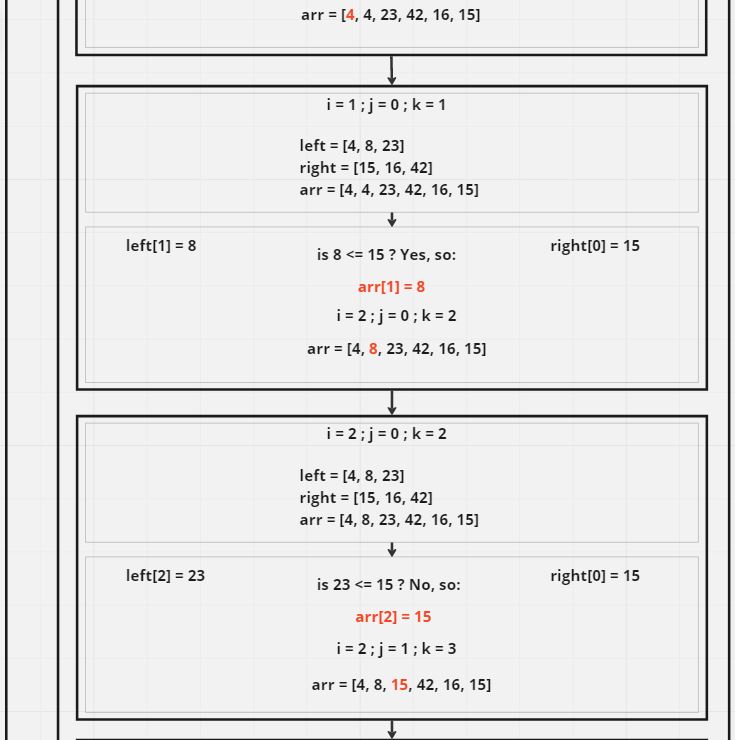 arr = [4, 4, 23, 42, 16, 15]
i = 1 ; j = 0 ; k = 1
left = [4, 8, 23]
right = [15, 16, 42]
arr = [4, 4, 23, 42, 16, 15]
left[1] = 8
is 8 <= 15 ? Yes, so:
right[0] = 15
arr[1] = 8
i = 2 ; j = 0 ; k = 2
arr = [4, 8, 23, 42, 16, 15]
i = 2 ; j = 0 ; k = 2
left = [4, 8, 23]
right = [15, 16, 42]
arr = [4, 8, 23, 42, 16, 15]
left[2] = 23
is 23 <= 15 ? No, so:
right[0] = 15
arr[2] = 15
i = 2 ; j = 1 ; k = 3
arr = [4, 8, 15, 42, 16, 15]